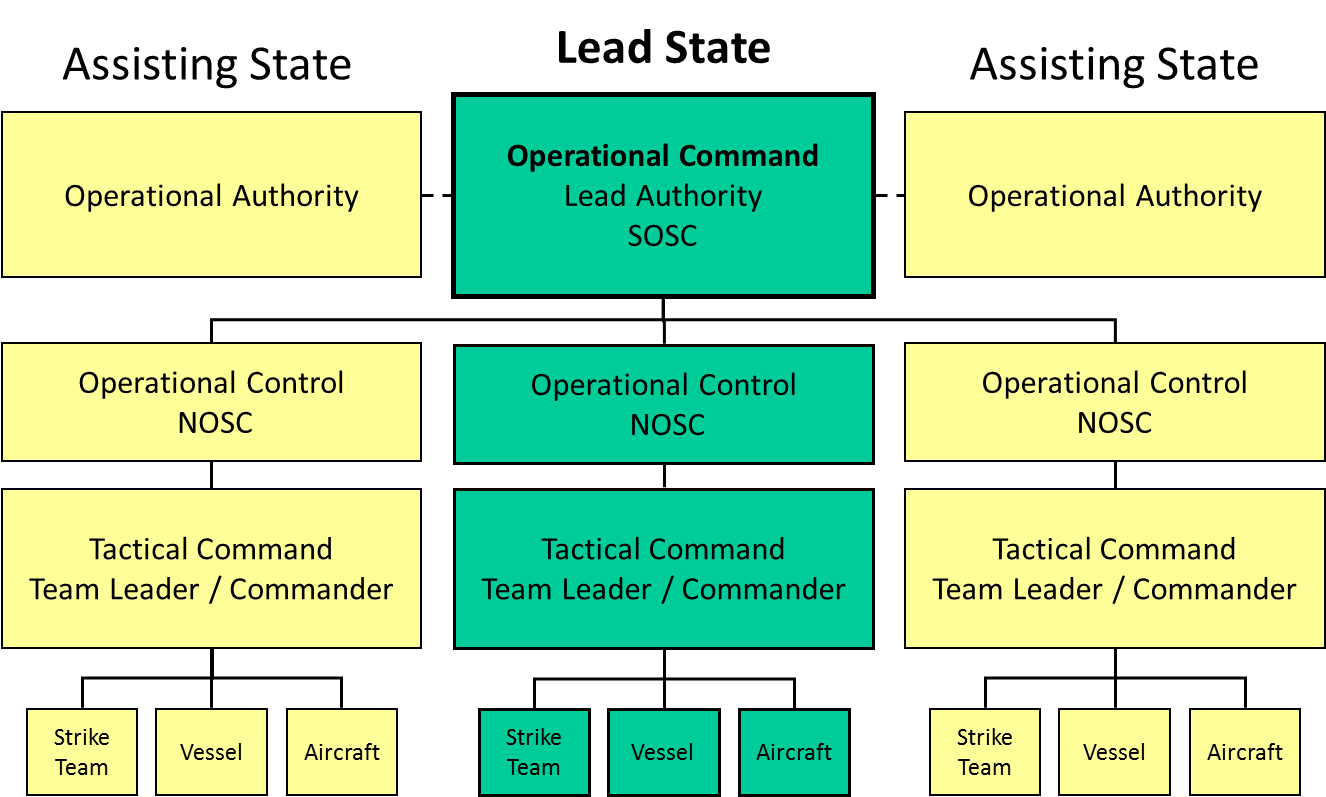 Assisting State
Lead State
Assisting State
Operational Authority
Operational Command
Lead Authority
SOSC
Operational Authority
Operational Control
NOSC
Operational Control
NOSC
Operational Control
NOSC
Tactical Command
Team Leader / Commander
Tactical Command
Team Leader / Commander
Tactical Command
Team Leader / Commander
Strike
Team
Vessel
Aircraft
Strike
Team
Vessel
Aircraft
Strike
Team
Vessel
Aircraft